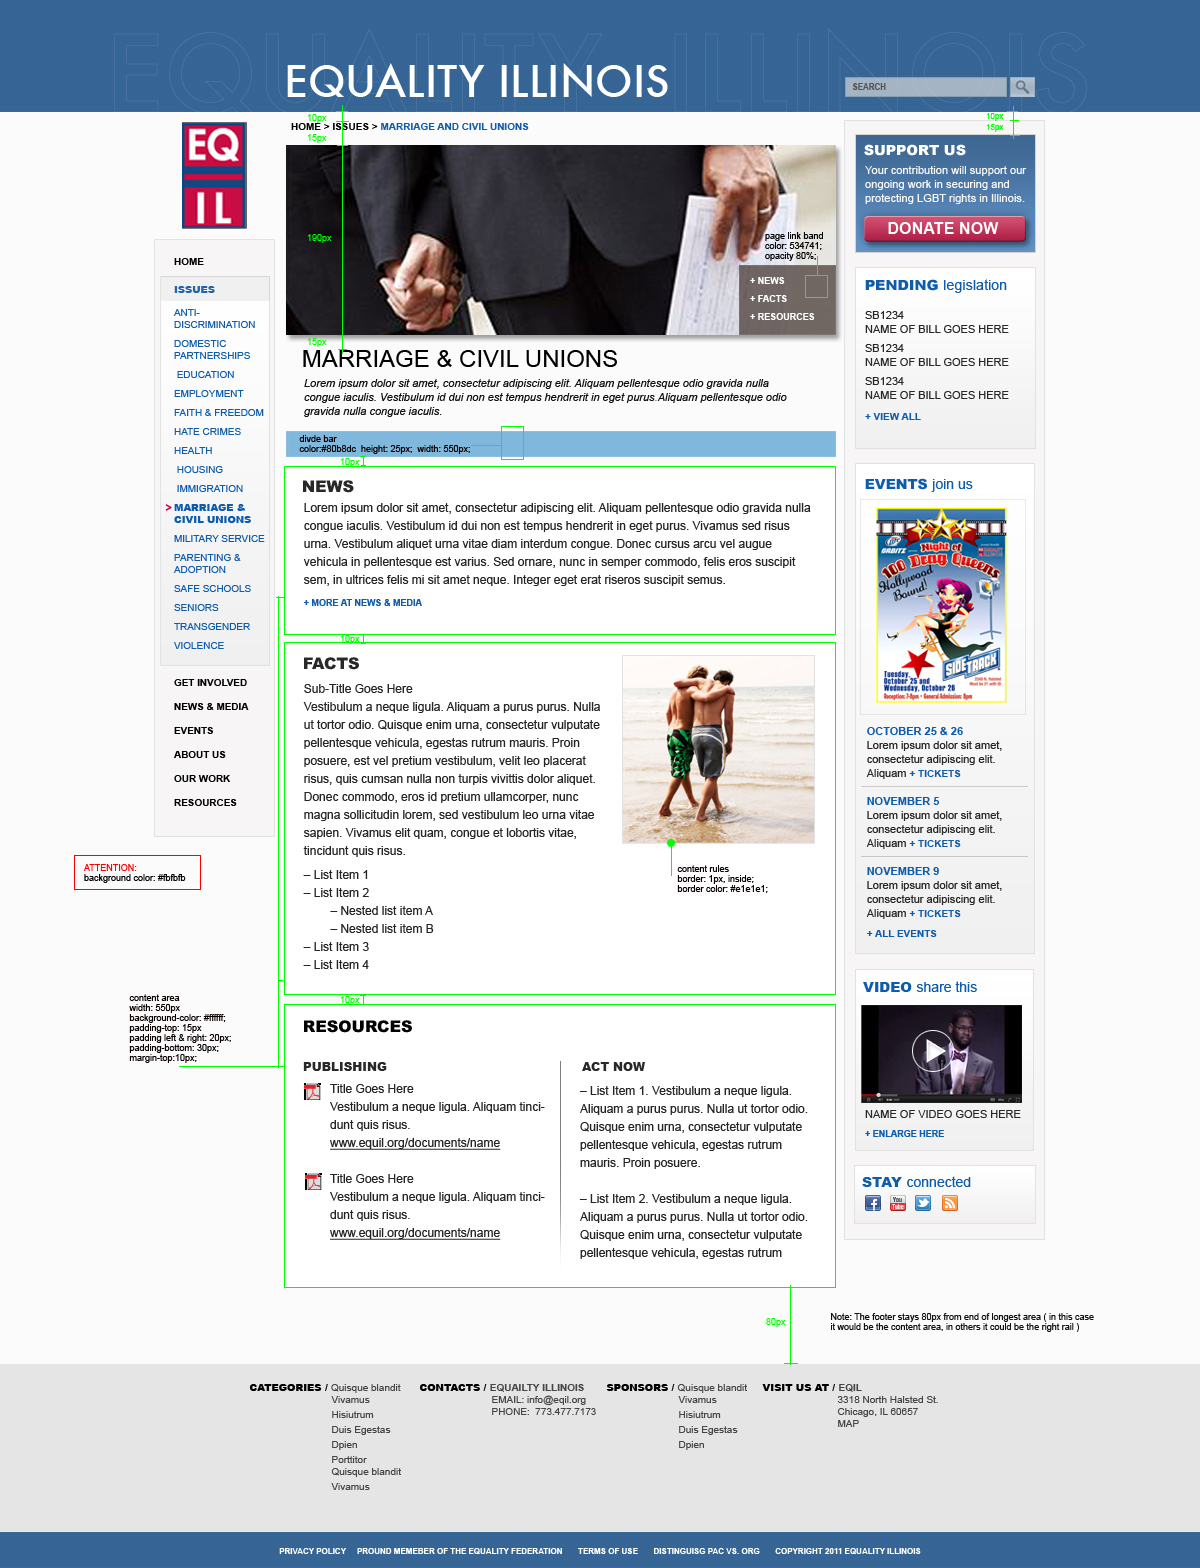 EQUALITY ILLINOIS
EQUALITY ILLINOIS
SEARCH
10px
HOME > ISSUES > MARRIAGE AND CIVIL UNIONS
15px
10px
15px
EQ
IL
190px
page link band
color: 534741;
opacity 80%;
+ NEWS
+ FACTS
+ RESOURCES
15px
MARRIAGE & CIVIL UNIONS
Lorem ipsum dolor sit amet, consectetur adipiscing elit. Aliquam pellentesque odio gravida nulla
congue iaculis. Vestibulum id dui non est tempus hendrerit in eget purus.Aliquam pellentesque odio
gravida nulla congue iaculis.
divde bar
color:#80b8dc height: 25px; width: 550px;
10px
HOME
ISSUES
ANTI-
DISCRIMINATION
DOMESTIC
PARTNERSHIPS
EDUCATION
EMPLOYMENT
FAITH & FREEDOM
HATE CRIMES
HEALTH
HOUSING
IMMIGRATION
> MARRIAGE &
CIVIL UNIONS
MILITARY SERVICE
PARENTING &
ADOPTION
SAFE SCHOOLS
SENIORS
TRANSGENDER
VIOLENCE
GET INVOLVED
NEWS & MEDIA
EVENTS
ABOUT US
OUR WORK
RESOURCES
ATTENTION:
background color: #fbfbfb
content area
width: 550px
background-color: #ffffff;
padding-top: 15px
padding left & right: 20px;
padding-bottom: 30px;
margin-top:10px;
NEWS
Lorem ipsum dolor sit amet, consectetur adipiscing elit. Aliquam pellentesque odio gravida nulla
congue iaculis. Vestibulum id dui non est tempus hendrerit in eget purus. Vivamus sed risus
urna. Vestibulum aliquet urna vitae diam interdum congue. Donec cursus arcu vel augue
vehicula in pellentesque est varius. Sed ornare, nunc in semper commodo, felis eros suscipit
sem, in ultrices felis mi sit amet neque. Integer eget erat riseros suscipit semus.
+ MORE AT NEWS & MEDIA
10px
FACTS
Sub-Title Goes Here
Vestibulum a neque ligula. Aliquam a purus purus. Nulla
ut tortor odio. Quisque enim urna, consectetur vulputate
pellentesque vehicula, egestas rutrum mauris. Proin
posuere, est vel pretium vestibulum, velit leo placerat
risus, quis cumsan nulla non turpis vivittis dolor aliquet.
Donec commodo, eros id pretium ullamcorper, nunc
magna sollicitudin lorem, sed vestibulum leo urna vitae
sapien. Vivamus elit quam, congue et lobortis vitae,
tincidunt quis risus.
– List Item 1
– List Item 2
– Nested list item A
– Nested list item B
– List Item 3
– List Item 4
content rules
border: 1px, inside;
border color: #e1e1e1;
10px
RESOURCES
PUBLISHING
Title Goes Here
Vestibulum a neque ligula. Aliquam tinci-
dunt quis risus.
www.equil.org/documents/name
Title Goes Here
Vestibulum a neque ligula. Aliquam tinci-
dunt quis risus.
www.equil.org/documents/name
ACT NOW
– List Item 1. Vestibulum a neque ligula.
Aliquam a purus purus. Nulla ut tortor odio.
Quisque enim urna, consectetur vulputate
pellentesque vehicula, egestas rutrum
mauris. Proin posuere.
– List Item 2. Vestibulum a neque ligula.
Aliquam a purus purus. Nulla ut tortor odio.
Quisque enim urna, consectetur vulputate
pellentesque vehicula, egestas rutrum
SUPPORT US
Your contribution will support our
ongoing work in securing and
protecting LGBT rights in Illinois.
DONATE NOW
PENDING legislation
SB1234
NAME OF BILL GOES HERE
SB1234
NAME OF BILL GOES HERE
SB1234
NAME OF BILL GOES HERE
+ VIEW ALL
EVENTS join us
ORBITZ
Night of
100 Drag Queens
Hollywood
Bound!
SIDETRACK
Tuesday,
October 25 and
Wednesday, October 26
Reception: 7-8pm • General Admission: 8pm
OCTOBER 25 & 26
Lorem ipsum dolor sit amet,
consectetur adipiscing elit.
Aliquam + TICKETS
NOVEMBER 5
Lorem ipsum dolor sit amet,
consectetur adipiscing elit.
Aliquam + TICKETS
NOVEMBER 9
Lorem ipsum dolor sit amet,
consectetur adipiscing elit.
Aliquam + TICKETS
+ ALL EVENTS
VIDEO share this
NAME OF VIDEO GOES HERE
+ ENLARGE HERE
STAY connected
You
Tube
80px
Note: The footer stays 80px from end of longest area ( in this case
it would be the content area, in others it could be the right rail )
CATEGORIES / Quisque blandit
Vivamus
Hisiutrum
Duis Egestas
Dpien
Porttitor
Quisque blandit
Vivamus
CONTACTS / EQUAILTY ILLINOIS
EMAIL: info@eqil.org
PHONE: 773.477.7173
SPONSORS / Quisque blandit
Vivamus
Hisiutrum
Duis Egestas
Dpien
VISIT US AT / EQIL
3318 North Halsted St.
Chicago, IL 60657
MAP
PRIVACY POLICY
PROUND MEMEBER OF THE EQUALITY FEDERATION
TERMS OF USE
DISTINGUISG PAC VS. ORG
COPYRIGHT 2011 EQUALITY ILLINOIS